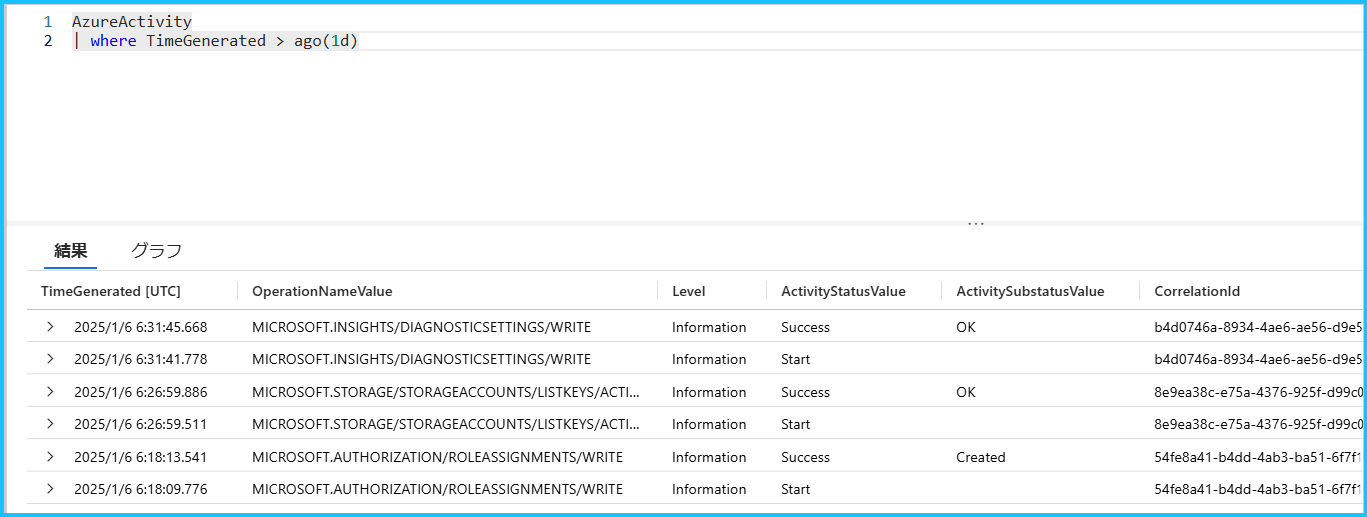 1 AzureActivity
2 | where TimeGenerated > ago(1d)
...
結果 グラフ
TimeGenerated [UTC] OperationNameValue Level ActivityStatusValue ActivitySubstatusValue CorrelationId
2025/1/6 6:31:45.668 MICROSOFT.INSIGHTS/DIAGNOSTICSETTINGS/WRITE Information Success OK b4d0746a-8934-4ae6-ae56-d9e5
2025/1/6 6:31:41.778 MICROSOFT.INSIGHTS/DIAGNOSTICSETTINGS/WRITE Information Start b4d0746a-8934-4ae6-ae56-d9e5
2025/1/6 6:26:59.886 MICROSOFT.STORAGE/STORAGEACCOUNTS/LISTKEYS/ACTI... Information Success OK 8e9ea38c-e75a-4376-925f-d99c0
2025/1/6 6:26:59.511 MICROSOFT.STORAGE/STORAGEACCOUNTS/LISTKEYS/ACTI... Information Start 8e9ea38c-e75a-4376-925f-d99c0
2025/1/6 6:18:13.541 MICROSOFT.AUTHORIZATION/ROLEASSIGNMENTS/WRITE Information Success Created 54fe8a41-b4dd-4ab3-ba51-6f7f1
2025/1/6 6:18:09.776 MICROSOFT.AUTHORIZATION/ROLEASSIGNMENTS/WRITE Information Start 54fe8a41-b4dd-4ab3-ba51-6f7f1